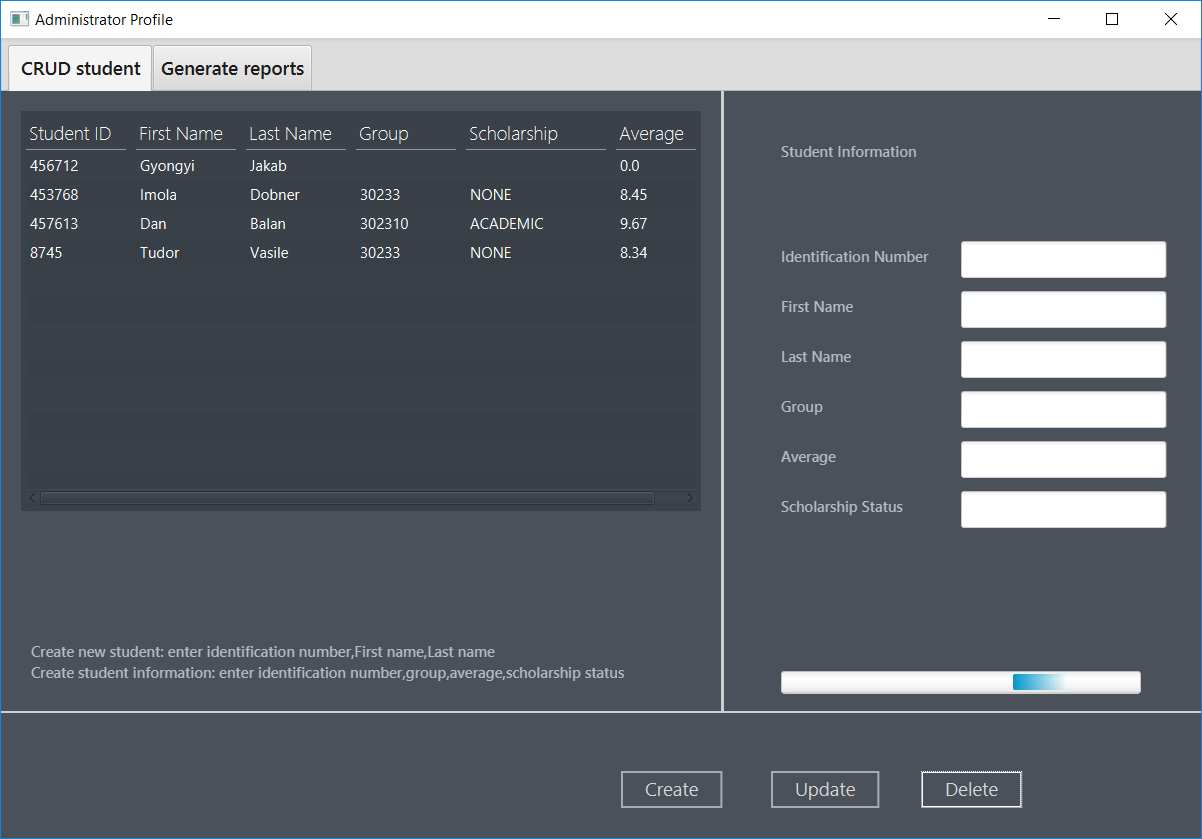 Administrator Profile
CRUD student Generate reports
Student ID First Name Last Name Group Scholarship Average
456712 Gyongyi Jakab 0.0
453768 Imola Dobner 30233 NONE 8.45
457613 Dan Balan 302310 ACADEMIC 9.67
8745 Tudor Vasile 30233 NONE 8.34
Create new student: enter identification number,First name,Last name
Create student information: enter identification number,group,average,scholarship status
Student Information
Identification Number
First Name
Last Name
Group
Average
Scholarship Status
Create Update Delete